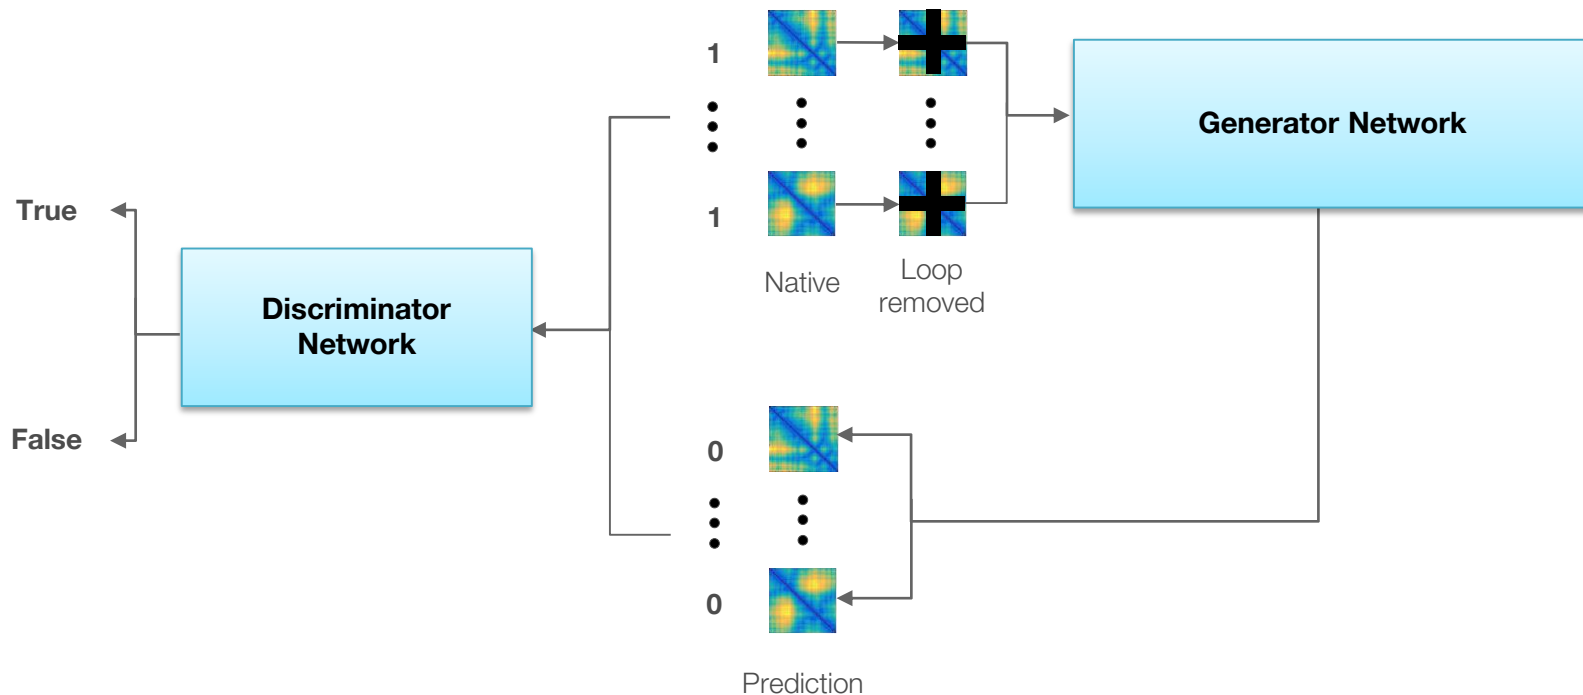 1
Generator Network
True
1
Native
Loop
removed
Discriminator
Network
False
0
0
Prediction